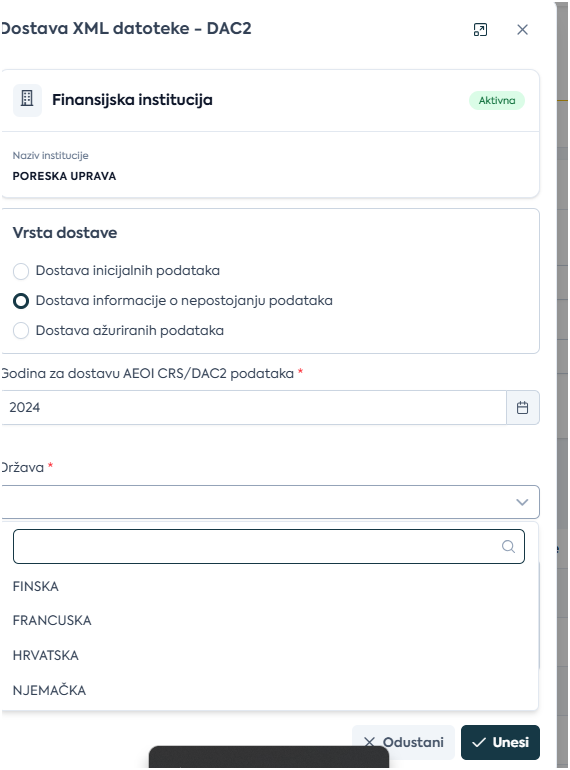 Dostava XML datoteke - DAC2
Finansijska institucija
Aktivna
Naziv institucije
PORESKA UPRAVA
Vrsta dostave
Dostava inicijalnih podataka
Dostava informacije o nepostojanju podataka
Dostava ažuriranih podataka
Godina za dostavu AEOI CRS/DAC2 podataka *
2024
Država *
FINSKA
FRANCUSKA
HRVATSKA
NJEMAČKA
Odustani
Unesi